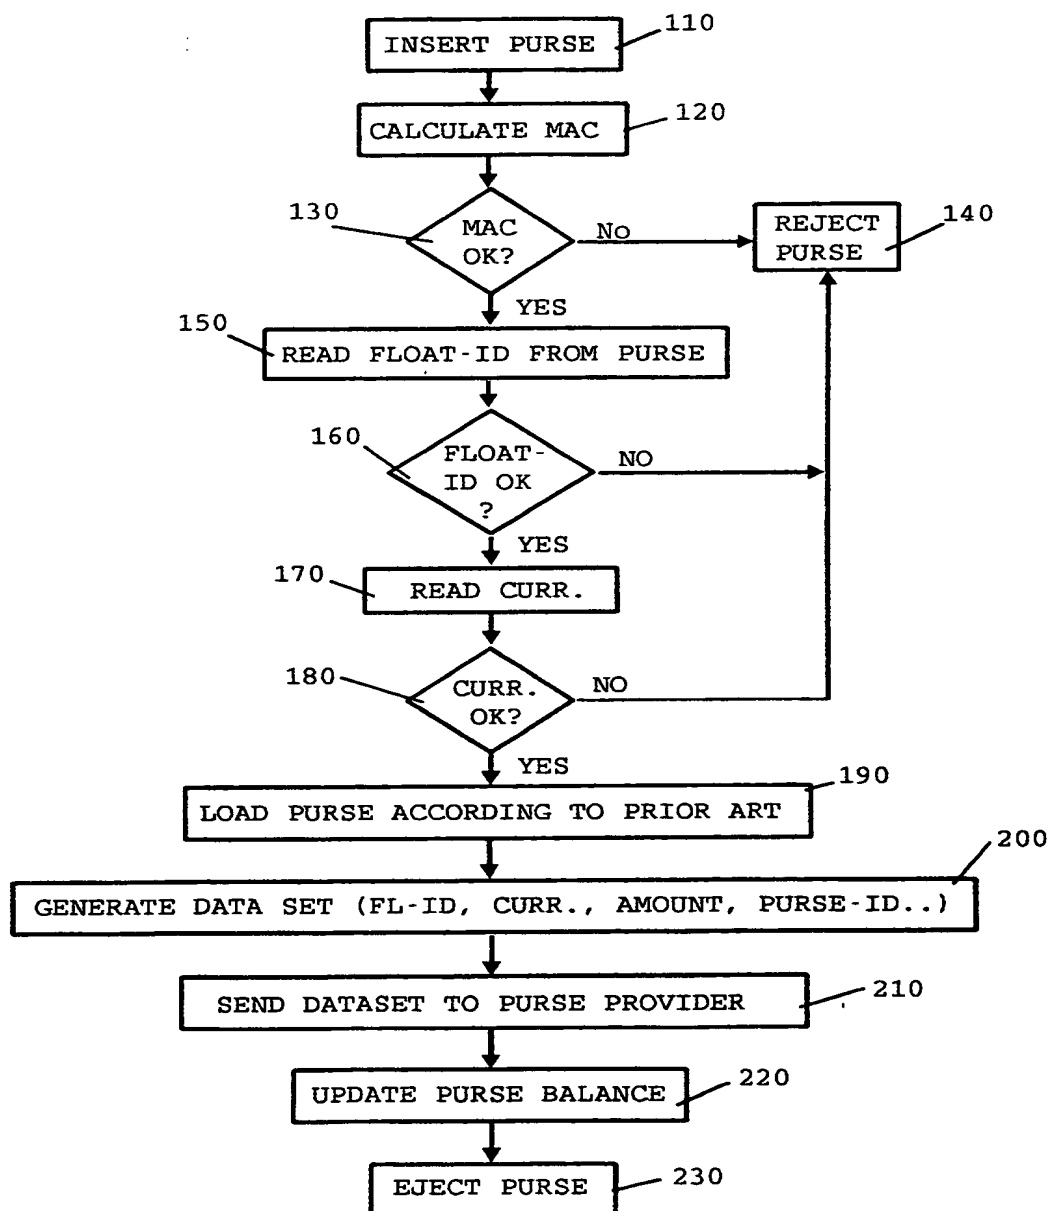 110
INSERT PURSE
120
CALCULATE MAC
130
MAC
OK?
No
REJECT
PURSE
140
YES
150
READ FLOAT-ID FROM PURSE
160
FLOAT-
ID OK
?
NO
YES
170
READ CURR.
180
CURR.
OK?
NO
YES
190
LOAD PURSE ACCORDING TO PRIOR ART
200
GENERATE DATA SET (FL-ID, CURR., AMOUNT, PURSE-ID..)
SEND DATASET TO PURSE PROVIDER
210
UPDATE PURSE BALANCE
220
EJECT PURSE
230